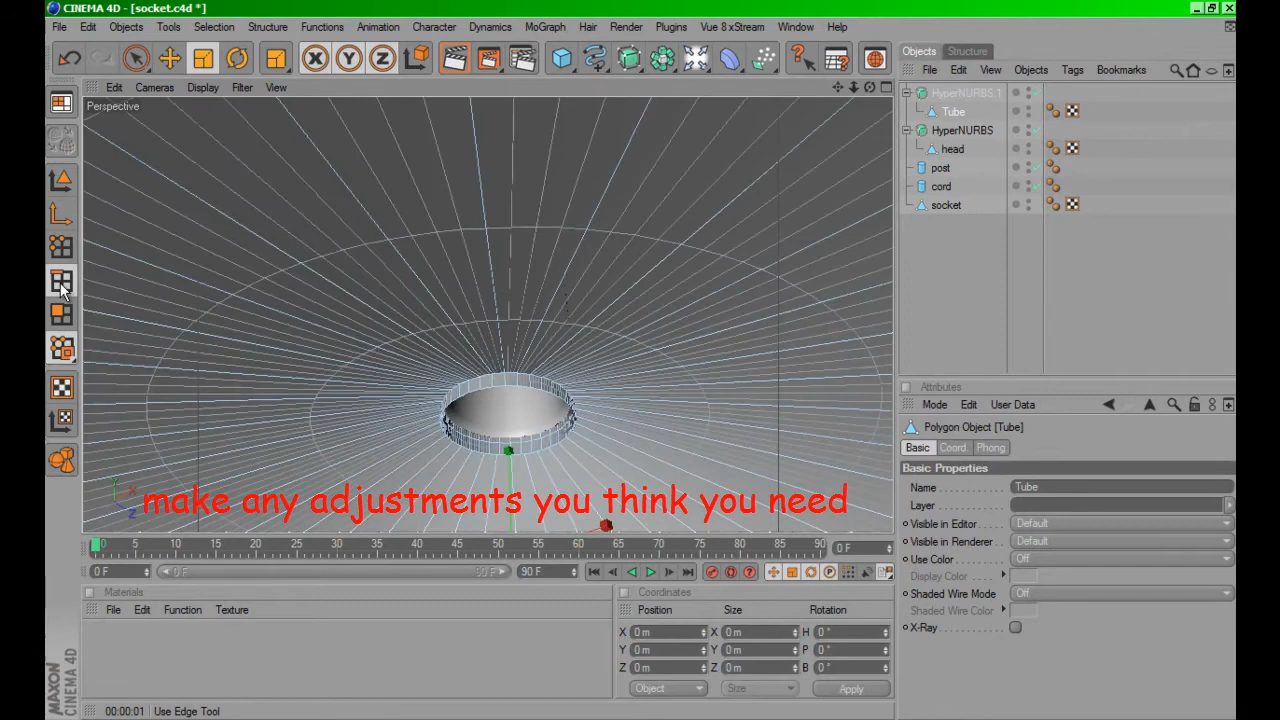 CINEMA 4D - [socket.c4d *]
File Edit Objects Tools Selection Structure Functions Animation Character Dynamics MoGraph Hair Render Plugins Vue 8 xStream Window Help
X Y Z
Objects Structure
Edit Cameras Display Filter View
File Edit View Objects Tags Bookmarks
Perspective
HyperNURBS.1
Tube
HyperNURBS
head
post
cord
socket
Attributes
Mode Edit User Data
Polygon Object [Tube]
Basic Coord. Phong
Basic Properties
Name Tube
Layer
Visible in Editor Default
Visible in Renderer Default
Use Color Off
Display Color
Shaded Wire Mode Off
Shaded Wire Color
X-Ray
Y X Z
make any adjustments you think you need
0 5 10 15 20 25 30 35 40 45 50 55 60 65 70 75 80 85 90 0 F
0 F 0 F 90 F 90 F
Materials
File Edit Function Texture
Coordinates
Position Size Rotation
X 0 m X 0 m H 0 °
Y 0 m Y 0 m P 0 °
Z 0 m Z 0 m B 0 °
Object Size Apply
MAXON CINEMA 4D
00:00:01 Use Edge Tool